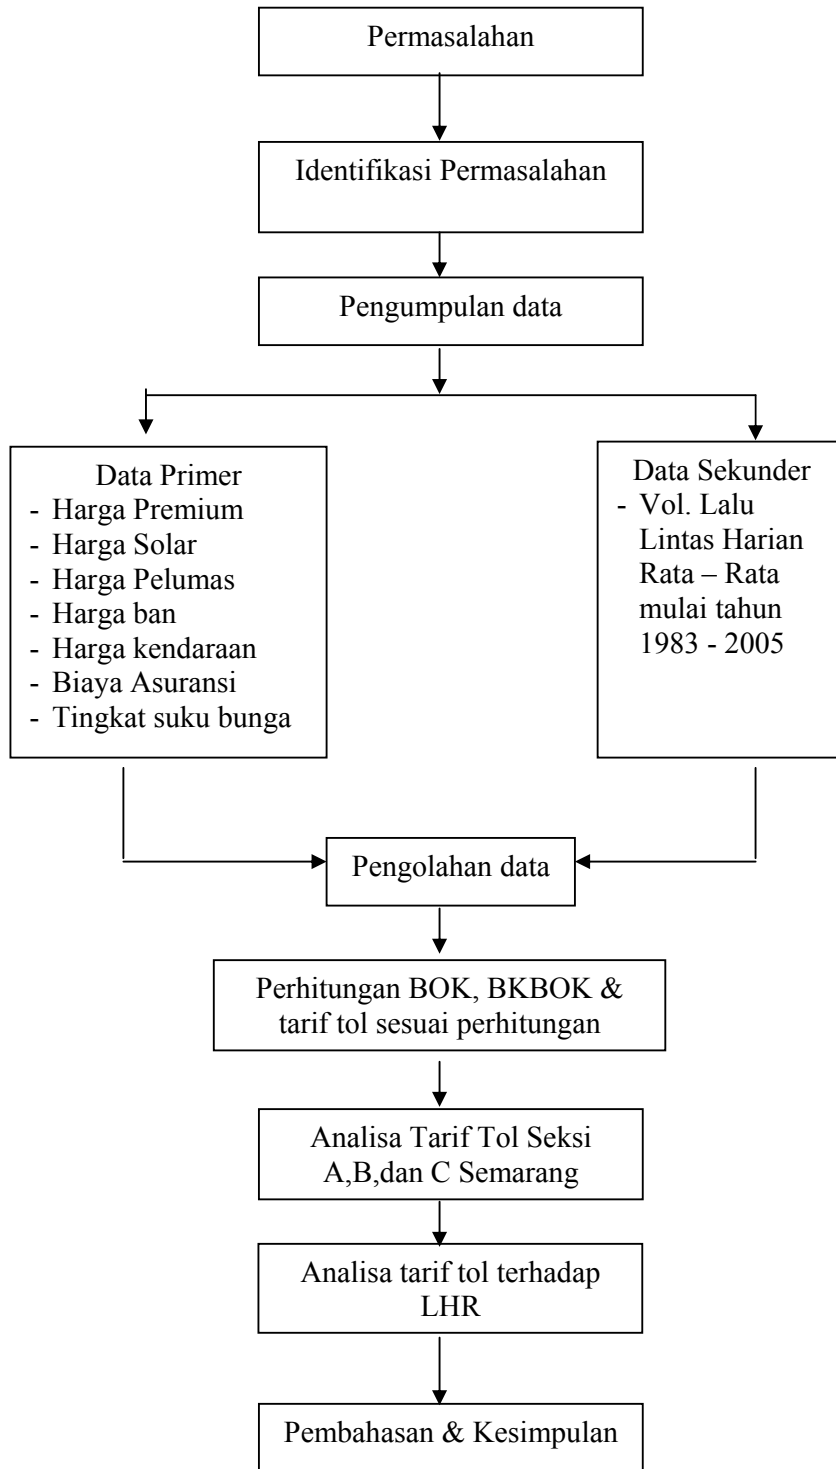 Permasalahan
Identifikasi Permasalahan
Pengumpulan data
Data Primer
- Harga Premium
- Harga Solar
- Harga Pelumas
- Harga ban
- Harga kendaraan
- Biaya Asuransi
- Tingkat suku bunga
Data Sekunder
- Vol. Lalu
Lintas Harian
Rata – Rata
mulai tahun
1983 - 2005
Pengolahan data
Perhitungan BOK, BKBOK &
tarif tol sesuai perhitungan
Analisa Tarif Tol Seksi
A,B,dan C Semarang
Analisa tarif tol terhadap
LHR
Pembahasan & Kesimpulan